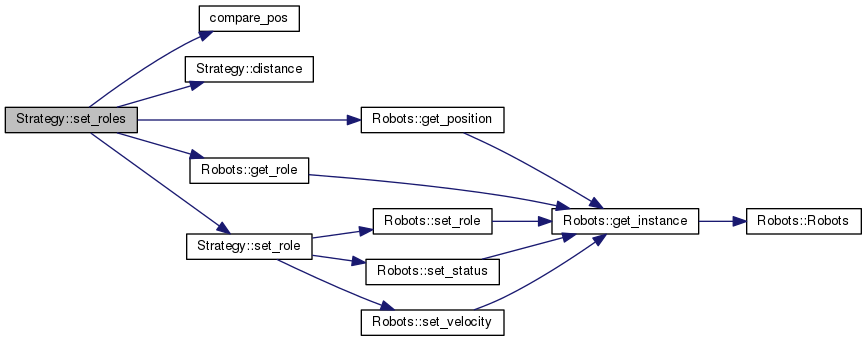 compare_pos
Strategy::distance
Strategy::set_roles
Robots::get_position
Robots::get_role
Robots::set_role
Robots::get_instance
Robots::Robots
Strategy::set_role
Robots::set_status
Robots::set_velocity